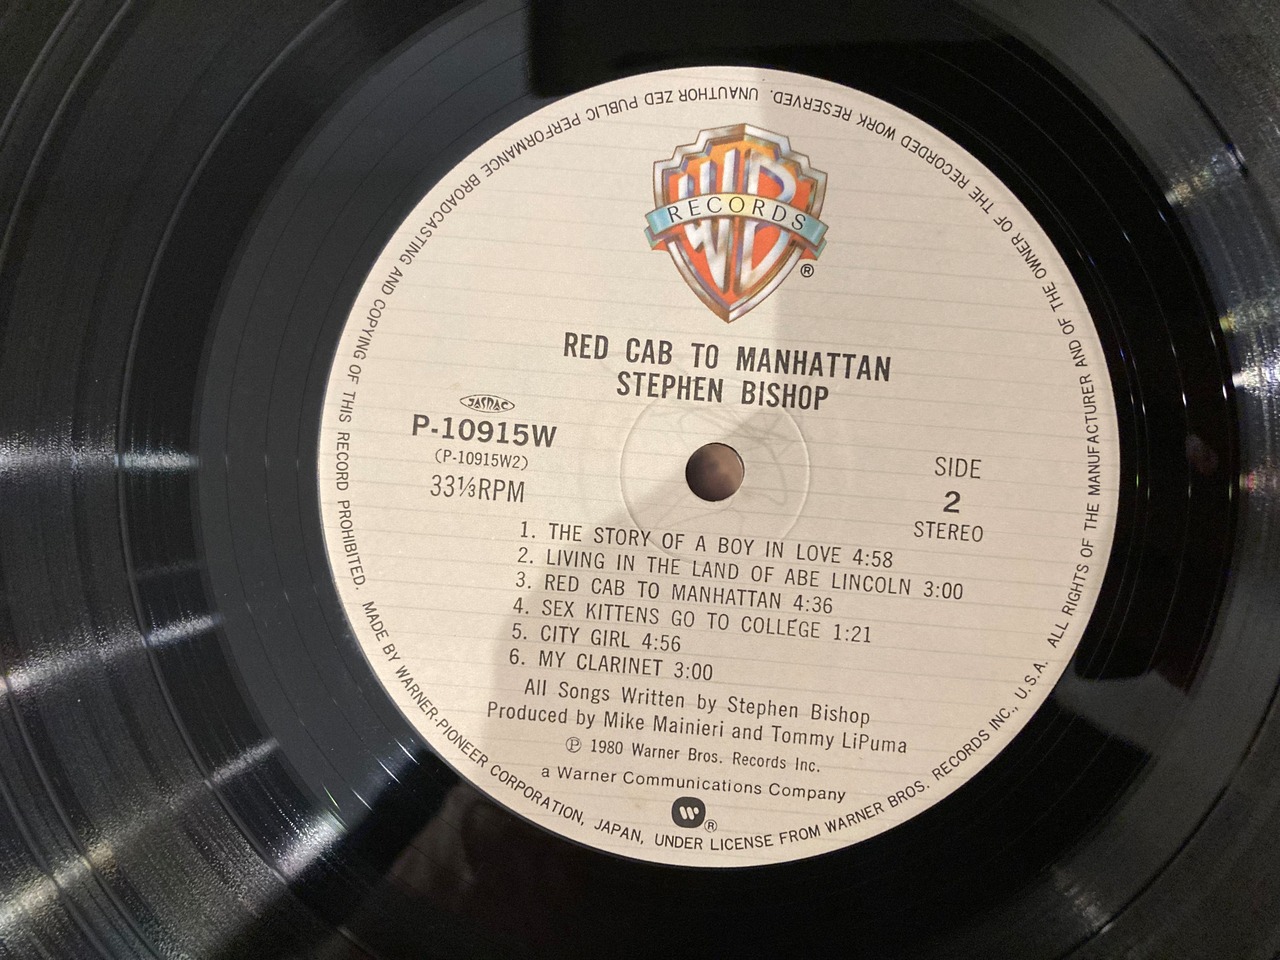 WB
RECORDS
®
RED CAB TO MANHATTAN
STEPHEN BISHOP
JASRAC
P-10915W
(P-10915W2)
33⅓RPM
SIDE
2
STEREO
1. THE STORY OF A BOY IN LOVE 4:58
2. LIVING IN THE LAND OF ABE LINCOLN 3:00
3. RED CAB TO MANHATTAN 4:36
4. SEX KITTENS GO TO COLLEGE 1:21
5. CITY GIRL 4:56
6. MY CLARINET 3:00
All Songs Written by Stephen Bishop
Produced by Mike Mainieri and Tommy LiPuma
℗ 1980 Warner Bros. Records Inc.
a Warner Communications Company
W ®
MADE BY WARNER-PIONEER CORPORATION, JAPAN, UNDER LICENSE FROM WARNER BROS. RECORDS INC., U.S.A. ALL RIGHTS OF THE MANUFACTURER AND OF THE OWNER OF THE RECORDED WORK RESERVED. UNAUTHOR ZED PUBLIC PERFORMANCE BROADCASTING AND COPYING OF THIS RECORD PROHIBITED.